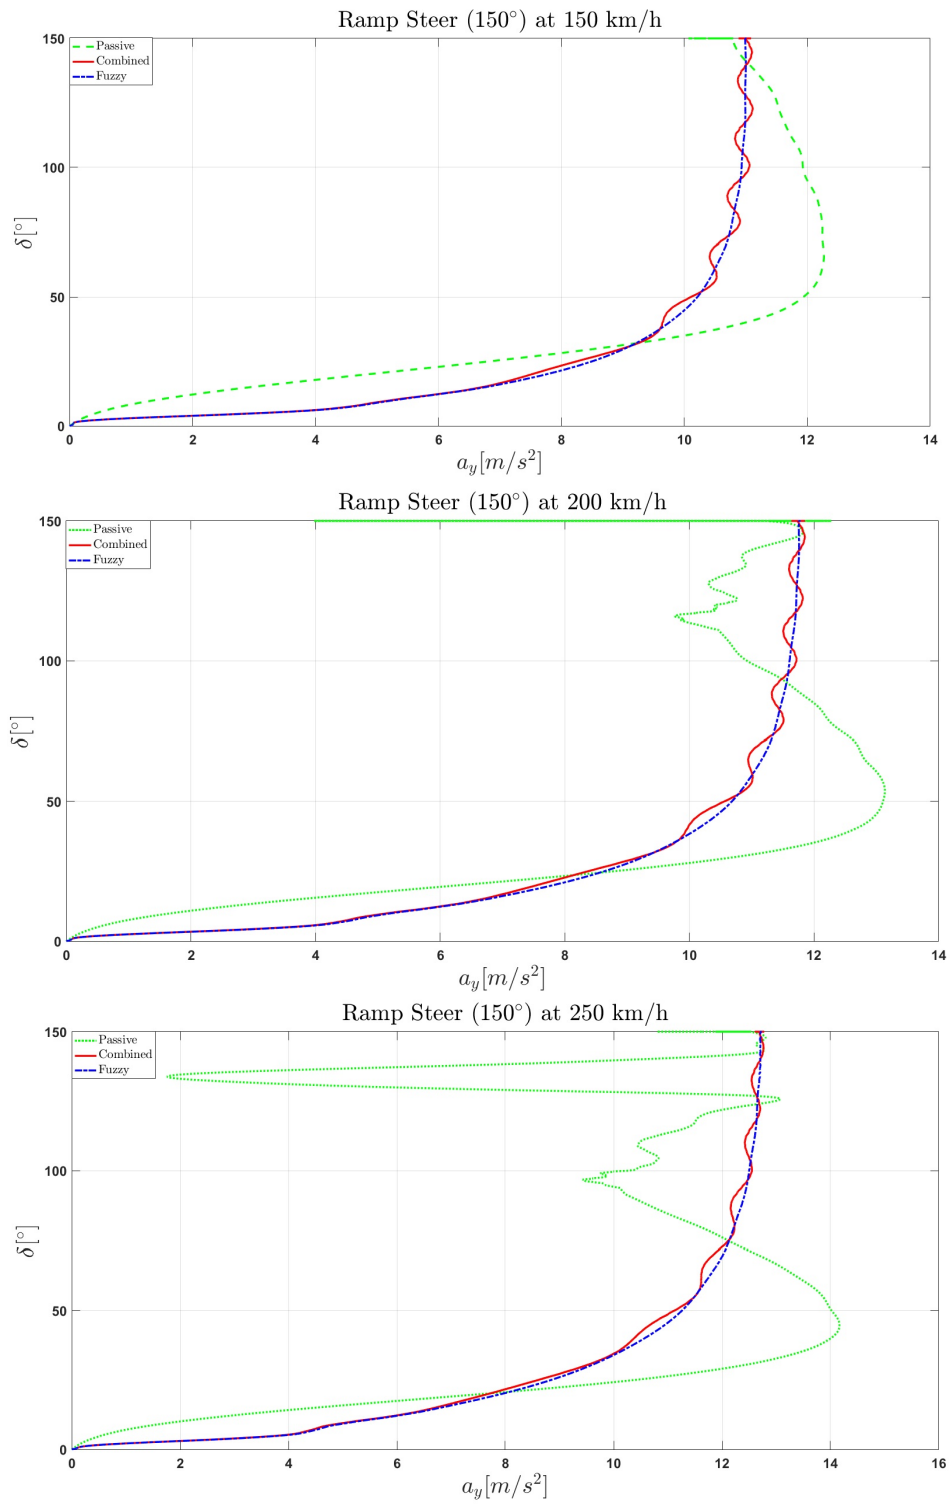 Ramp Steer (150°) at 150 km/h
150
Passive
Combined
Fuzzy
100
δ[°]
50
0
0 2 4 6 8 10 12 14
a_y[m/s²]
Ramp Steer (150°) at 200 km/h
150
Passive
Combined
Fuzzy
100
δ[°]
50
0
0 2 4 6 8 10 12 14
a_y[m/s²]
Ramp Steer (150°) at 250 km/h
150
Passive
Combined
Fuzzy
100
δ[°]
50
0
0 2 4 6 8 10 12 14 16
a_y[m/s²]